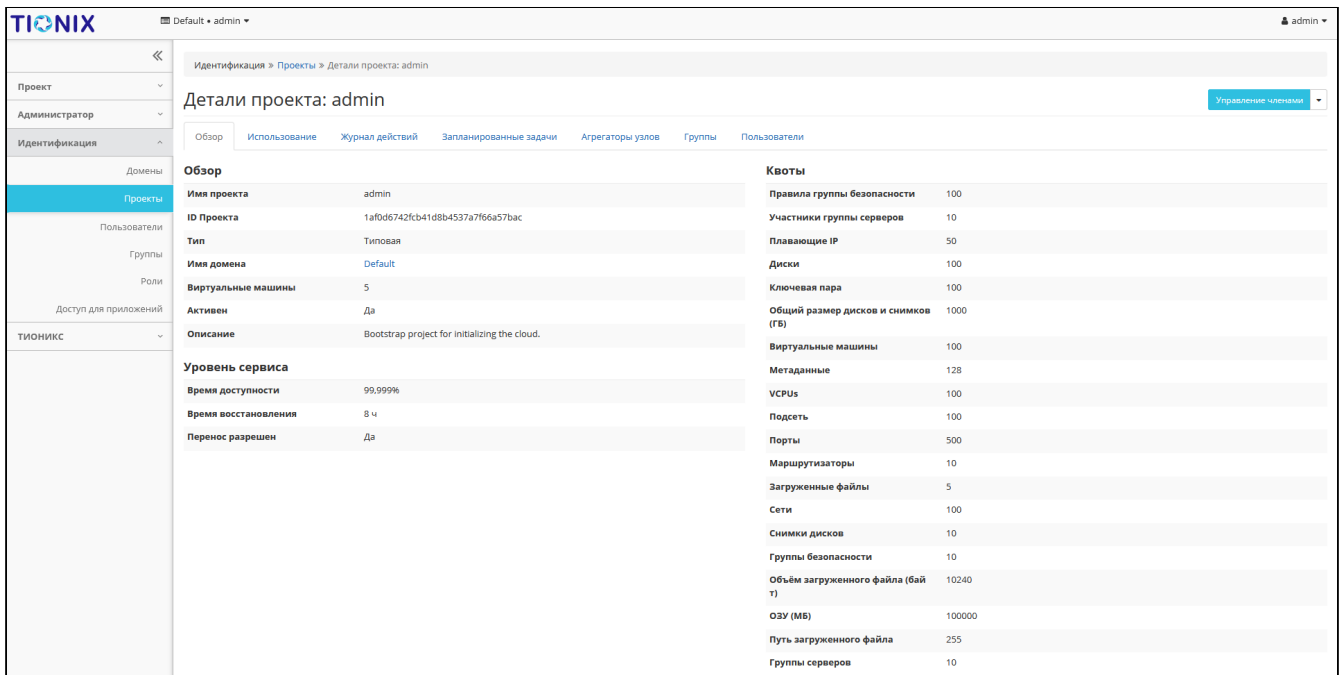 TIONIX
Default • admin
admin
Идентификация » Проекты » Детали проекта: admin
Проект
Администратор
Идентификация
Домены
Проекты
Пользователи
Группы
Роли
Доступ для приложений
ТИОНИКС
Детали проекта: admin
Управление членами
Обзор Использование Журнал действий Запланированные задачи Агрегаторы узлов Группы Пользователи
Обзор
Имя проекта admin
ID Проекта 1af0d6742fcb41d8b4537a7f66a57bac
Тип Типовая
Имя домена Default
Виртуальные машины 5
Активен Да
Описание Bootstrap project for initializing the cloud.
Уровень сервиса
Время доступности 99,999%
Время восстановления 8 ч
Перенос разрешен Да
Квоты
Правила группы безопасности 100
Участники группы серверов 10
Плавающие IP 50
Диски 100
Ключевая пара 100
Общий размер дисков и снимков 1000
(ГБ)
Виртуальные машины 100
Метаданные 128
VCPUs 100
Подсеть 100
Порты 500
Маршрутизаторы 10
Загруженные файлы 5
Сети 100
Снимки дисков 10
Группы безопасности 10
Объём загруженного файла (бай 10240
т)
ОЗУ (МБ) 100000
Путь загруженного файла 255
Группы серверов 10